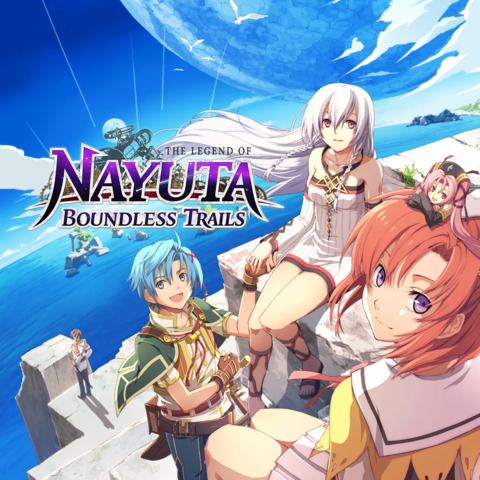 THE LEGEND OF
NAYUTA
BOUNDLESS TRAILS